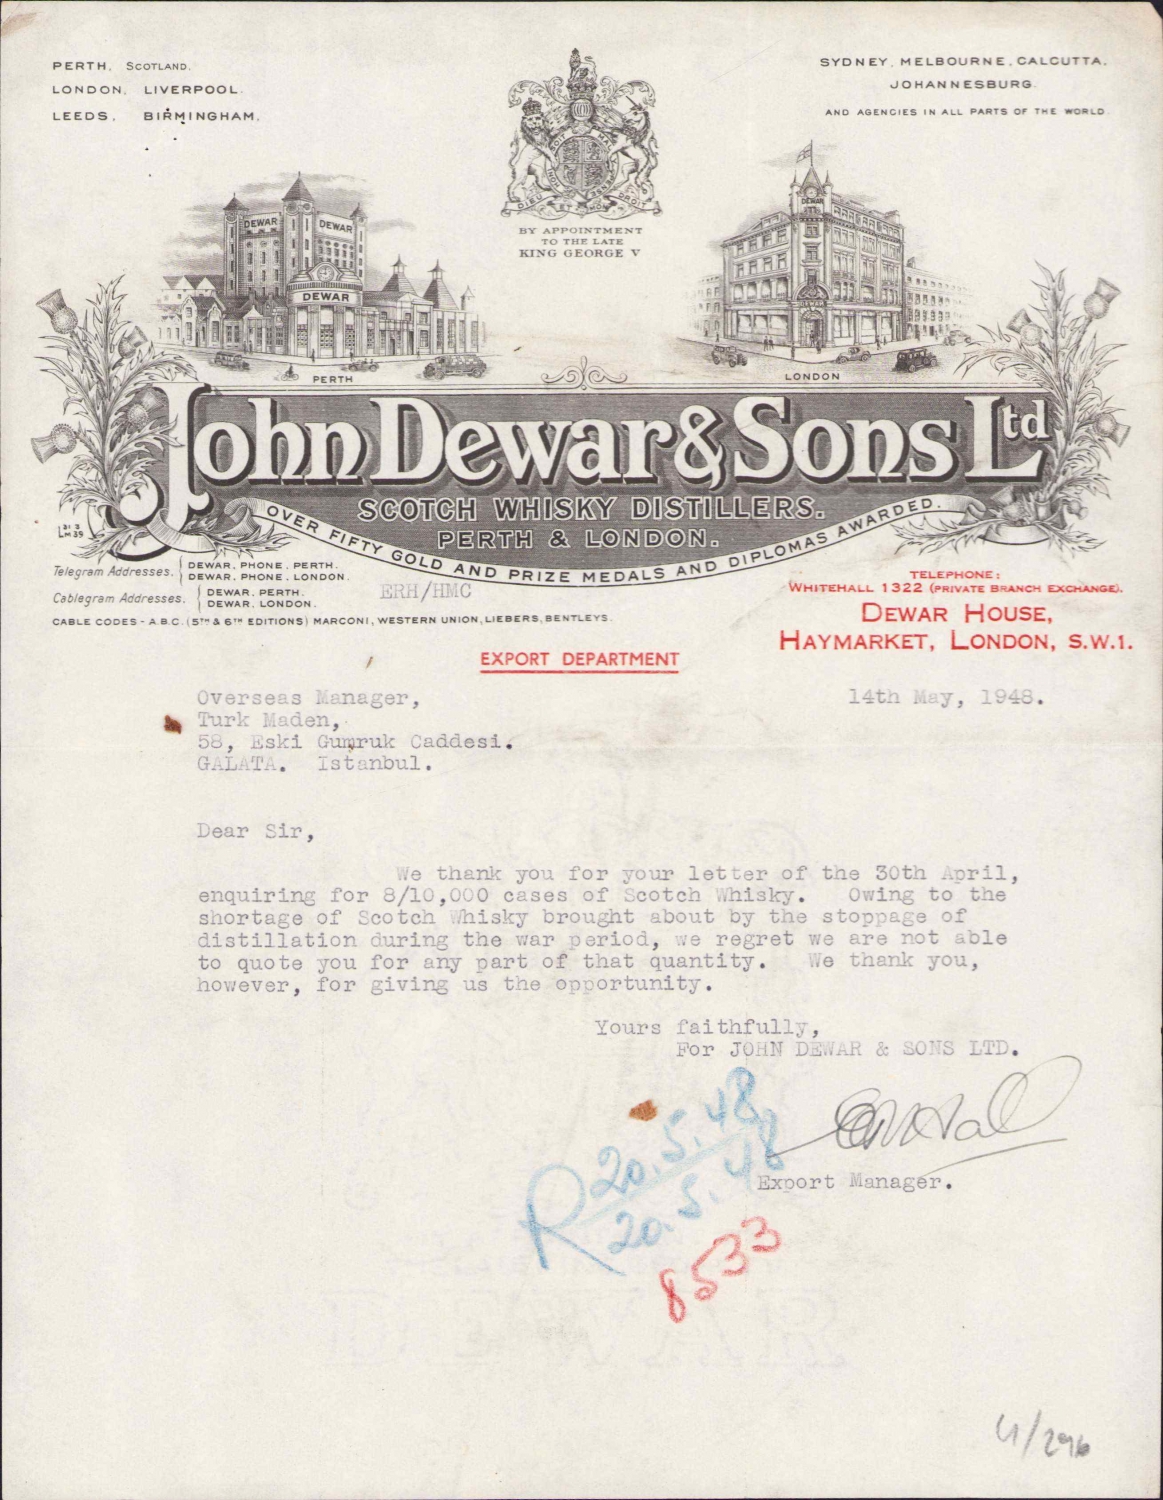 PERTH, SCOTLAND.
LONDON, LIVERPOOL.
LEEDS, BIRMINGHAM.
SYDNEY, MELBOURNE, CALCUTTA,
JOHANNESBURG.
AND AGENCIES IN ALL PARTS OF THE WORLD.
DIEU ET MON DROIT
BY APPOINTMENT
TO THE LATE
KING GEORGE V
DEWAR
DEWAR
DEWAR
PERTH
DEWAR
DEWAR
LONDON
John Dewar & Sons Ltd
SCOTCH WHISKY DISTILLERS.
PERTH & LONDON.
OVER FIFTY GOLD AND PRIZE MEDALS AND DIPLOMAS AWARDED.
Telegram Addresses. DEWAR, PHONE, PERTH.
DEWAR, PHONE, LONDON.
Cablegram Addresses. DEWAR, PERTH.
DEWAR, LONDON.
CABLE CODES - A.B.C. (5TH & 6TH EDITIONS) MARCONI, WESTERN UNION, LIEBERS, BENTLEYS.
ERH/HMC
TELEPHONE:
WHITEHALL 1322 (PRIVATE BRANCH EXCHANGE).
DEWAR HOUSE,
HAYMARKET, LONDON, S.W.1.
EXPORT DEPARTMENT
14th May, 1948.
Overseas Manager,
Turk Maden,
58, Eski Gumruk Caddesi.
GALATA. Istanbul.
Dear Sir,
We thank you for your letter of the 30th April,
enquiring for 8/10,000 cases of Scotch Whisky. Owing to the
shortage of Scotch Whisky brought about by the stoppage of
distillation during the war period, we regret we are not able
to quote you for any part of that quantity. We thank you,
however, for giving us the opportunity.
Yours faithfully,
For JOHN DEWAR & SONS LTD.
Export Manager.
R 20.5.48
20.5.48
8533
4/296